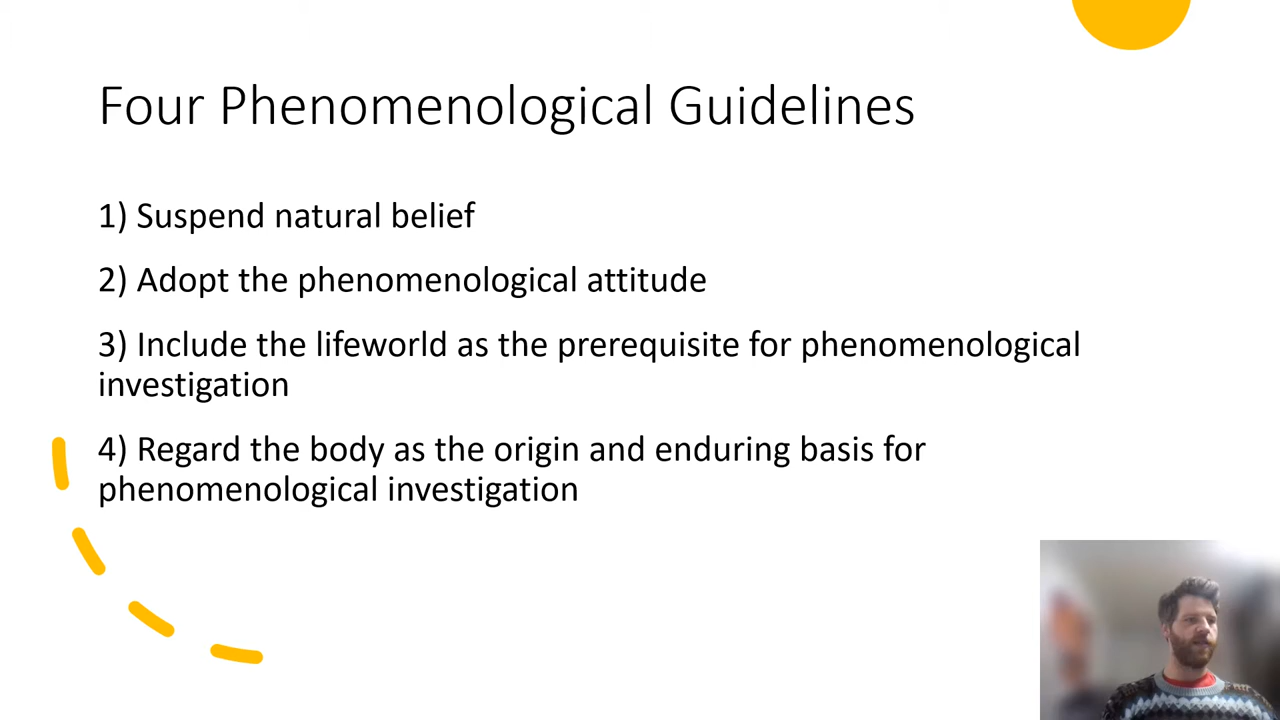 Four Phenomenological Guidelines
1) Suspend natural belief
2) Adopt the phenomenological attitude
3) Include the lifeworld as the prerequisite for phenomenological
investigation
4) Regard the body as the origin and enduring basis for
phenomenological investigation